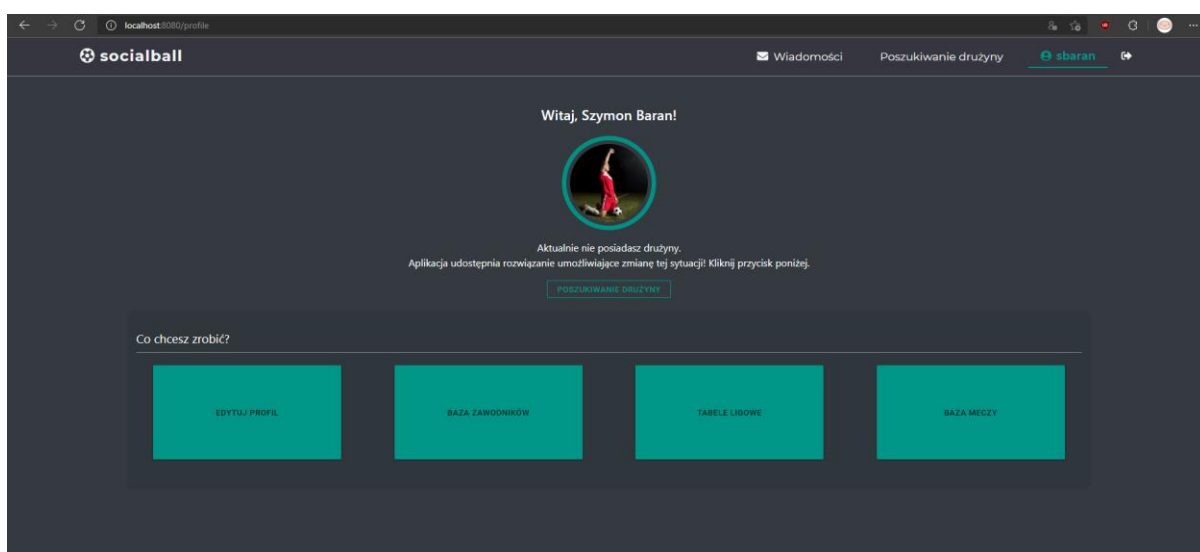 localhost:8080/profile
socialball
Wiadomości
Poszukiwanie drużyny
sbaran
Witaj, Szymon Baran!
Aktualnie nie posiadasz drużyny.
Aplikacja udostępnia rozwiązanie umożliwiające zmianę tej sytuacji! Kliknij przycisk poniżej.
POSZUKIWANIE DRUŻYNY
Co chcesz zrobić?
EDYTUJ PROFIL
BAZA ZAWODNIKÓW
TABELE LIGOWE
BAZA MECZY